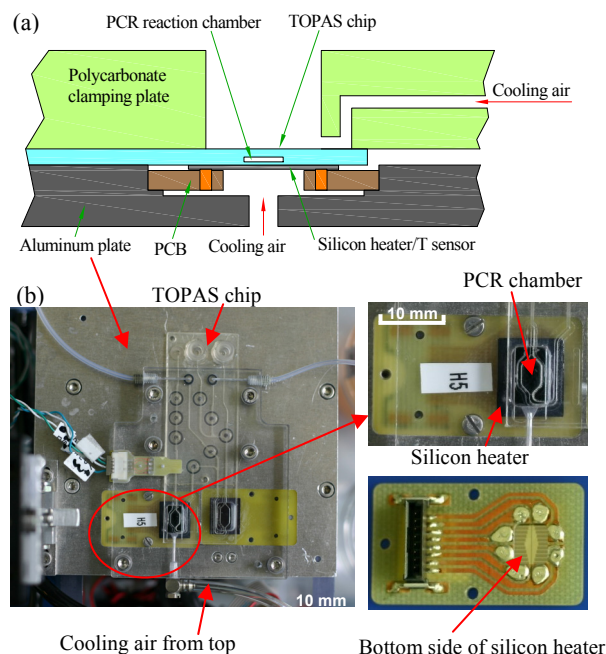 (a)
PCR reaction chamber
TOPAS chip
Polycarbonate
clamping plate
Cooling air
Aluminum plate
PCB
Cooling air
Silicon heater/T sensor
(b)
TOPAS chip
PCR chamber
10 mm
H5
Silicon heater
H5
10 mm
Cooling air from top
Bottom side of silicon heater